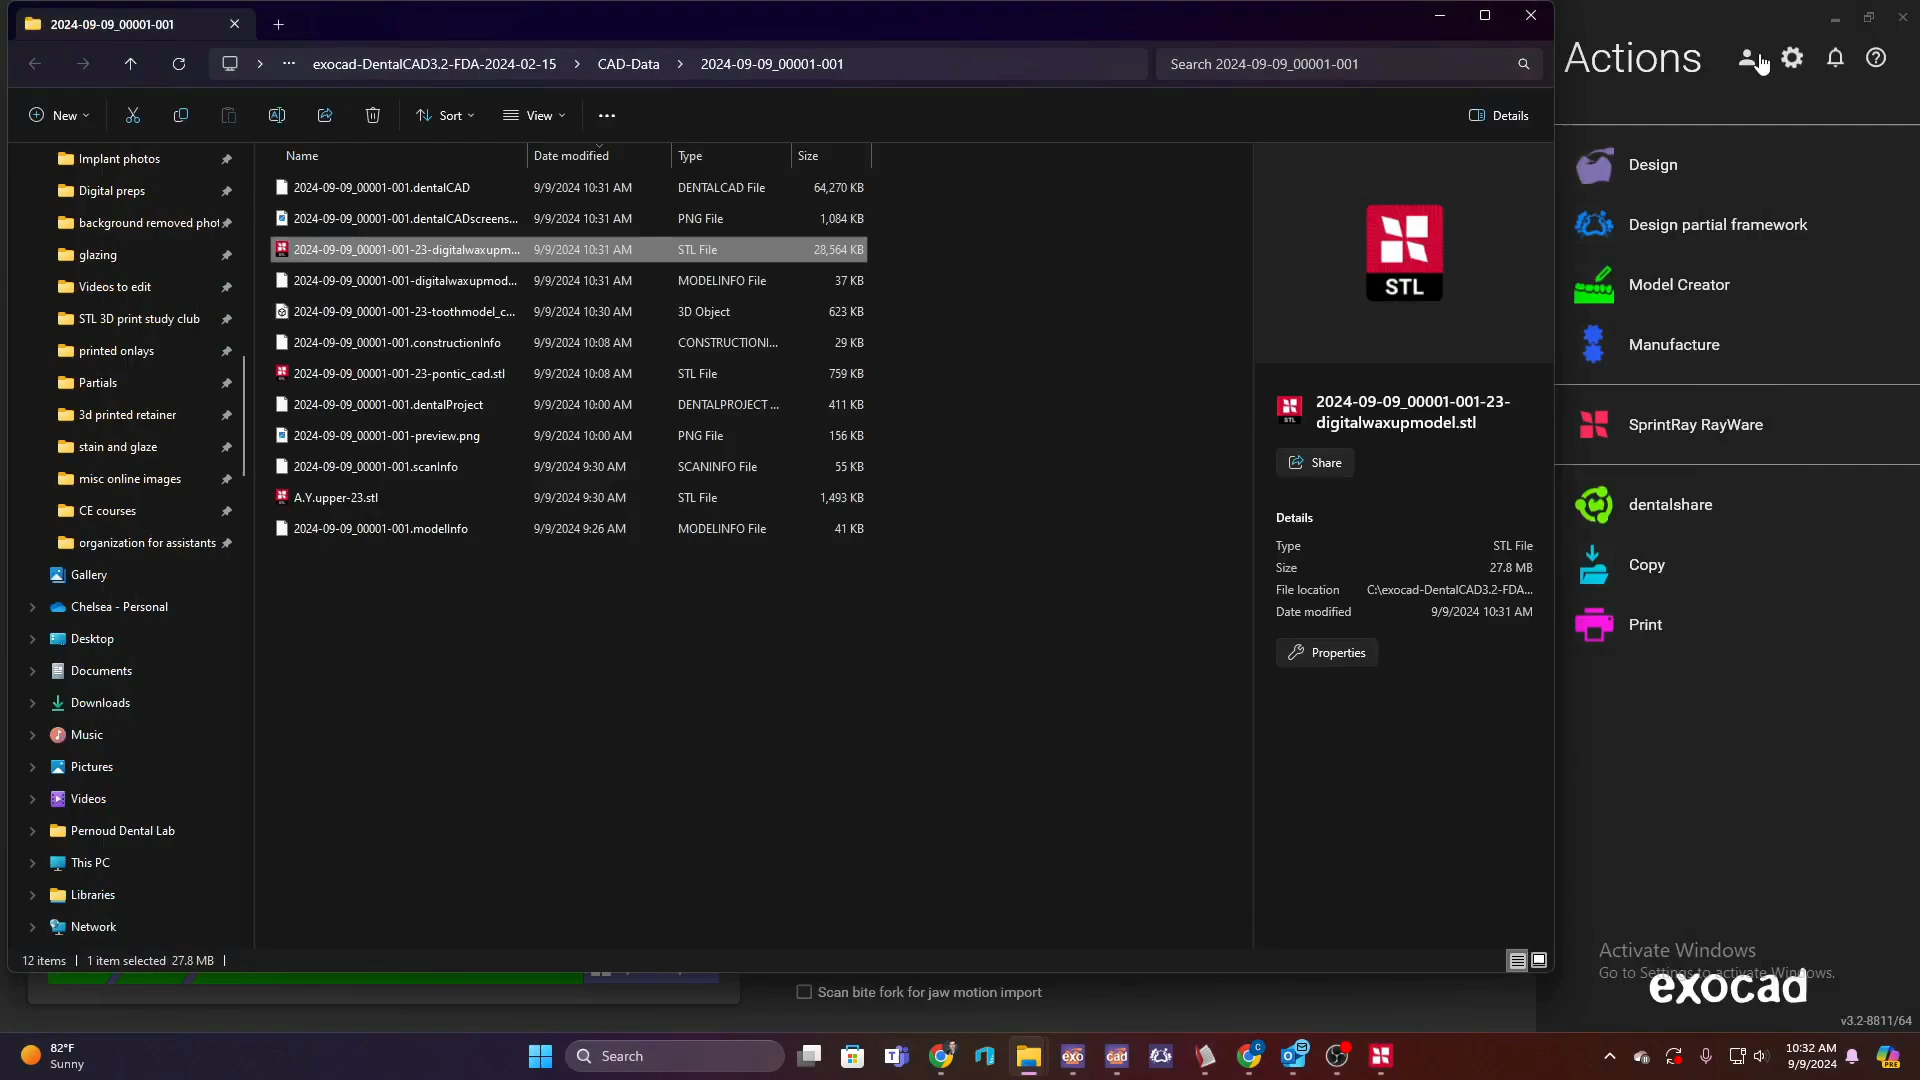 2024-09-09_00001-001
exocad-DentalCAD3.2-FDA-2024-02-15
CAD-Data
2024-09-09_00001-001
Search 2024-09-09_00001-001
New
Sort
View
Details
Implant photos
Digital preps
background removed phot
glazing
Videos to edit
STL 3D print study club
printed onlays
Partials
3d printed retainer
stain and glaze
misc online images
CE courses
organization for assistants
Gallery
Chelsea - Personal
Desktop
Documents
Downloads
Music
Pictures
Videos
Pernoud Dental Lab
This PC
Libraries
Network
Name Date modified Type Size
2024-09-09_00001-001.dentalCAD 9/9/2024 10:31 AM DENTALCAD File 64,270 KB
2024-09-09_00001-001.dentalCADscreens... 9/9/2024 10:31 AM PNG File 1,084 KB
2024-09-09_00001-001-23-digitalwaxupm... 9/9/2024 10:31 AM STL File 28,564 KB
2024-09-09_00001-001-digitalwaxupmod... 9/9/2024 10:31 AM MODELINFO File 37 KB
2024-09-09_00001-001-23-toothmodel_c... 9/9/2024 10:30 AM 3D Object 623 KB
2024-09-09_00001-001.constructionInfo 9/9/2024 10:08 AM CONSTRUCTIONI... 29 KB
2024-09-09_00001-001-23-pontic_cad.stl 9/9/2024 10:08 AM STL File 759 KB
2024-09-09_00001-001.dentalProject 9/9/2024 10:00 AM DENTALPROJECT ... 411 KB
2024-09-09_00001-001-preview.png 9/9/2024 10:00 AM PNG File 156 KB
2024-09-09_00001-001.scanInfo 9/9/2024 9:30 AM SCANINFO File 55 KB
A.Y.upper-23.stl 9/9/2024 9:30 AM STL File 1,493 KB
2024-09-09_00001-001.modelInfo 9/9/2024 9:26 AM MODELINFO File 41 KB
STL
2024-09-09_00001-001-23-
digitalwaxupmodel.stl
Share
Details
Type STL File
Size 27.8 MB
File location C:\exocad-DentalCAD3.2-FDA...
Date modified 9/9/2024 10:31 AM
Properties
12 items 1 item selected 27.8 MB
Actions
Design
Design partial framework
Model Creator
Manufacture
SprintRay RayWare
dentalshare
Copy
Print
Activate Windows
Go to Settings to activate Windows.
exocad
v3.2-8811/64
Scan bite fork for jaw motion import
82°F
Sunny
Search
exo
cad
10:32 AM
9/9/2024
PRE